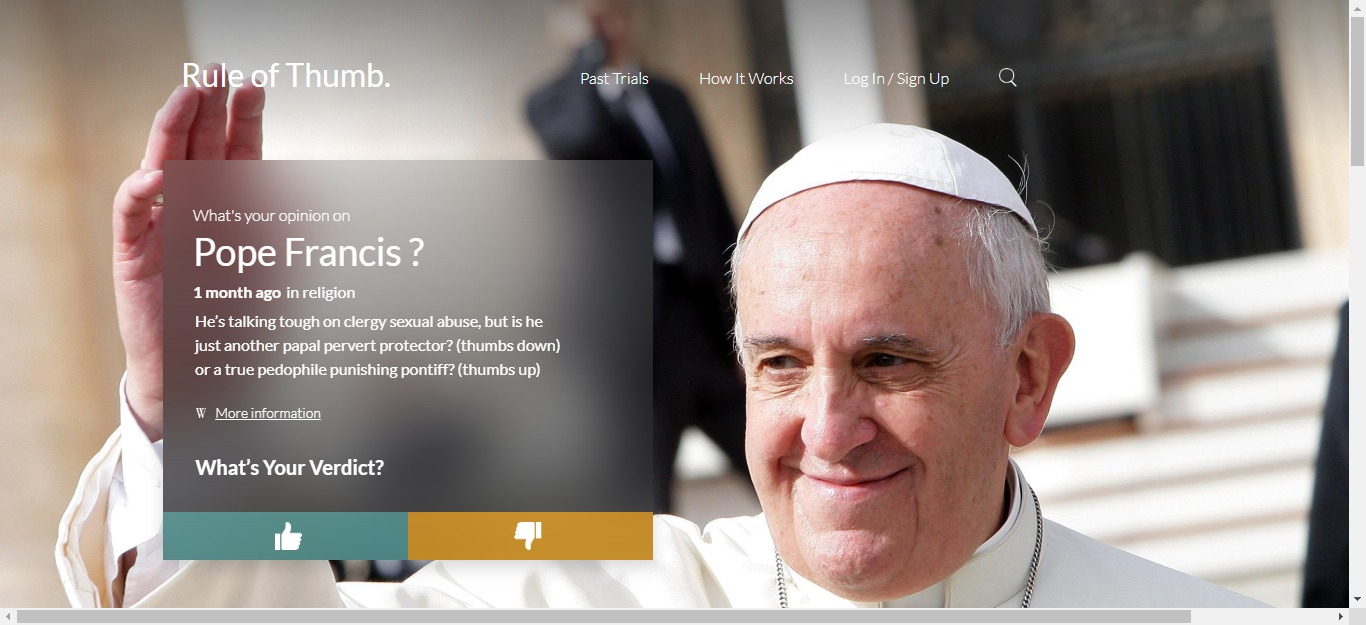 Rule of Thumb.
Past Trials How It Works Log In / Sign Up
What's your opinion on
Pope Francis ?
1 month ago in religion
He’s talking tough on clergy sexual abuse, but is he
just another papal pervert protector? (thumbs down)
or a true pedophile punishing pontiff? (thumbs up)
W More information
What’s Your Verdict?